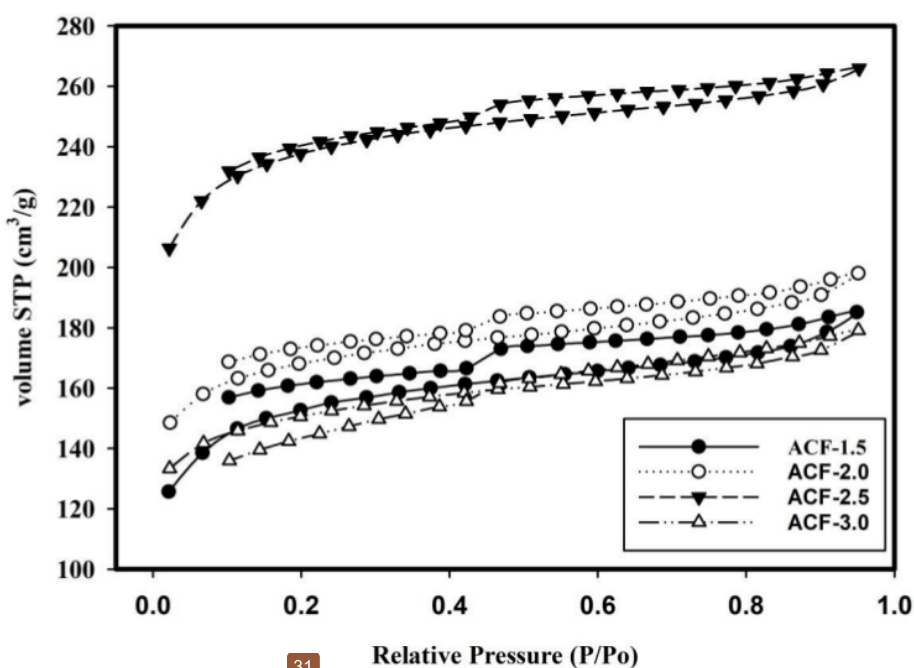 280
260
240
220
200
180
160
140
120
100
volume STP (cm³/g)
ACF-1.5
ACF-2.0
ACF-2.5
ACF-3.0
0.0 0.2 0.4 0.6 0.8 1.0
Relative Pressure (P/Po)
31